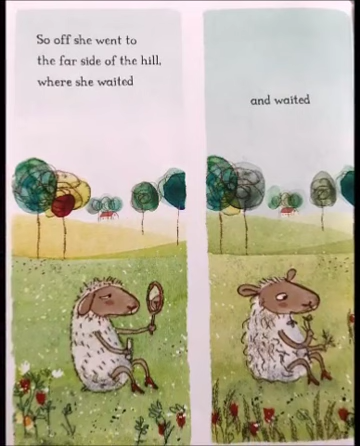 So off she went to
the far side of the hill,
where she waited
and waited